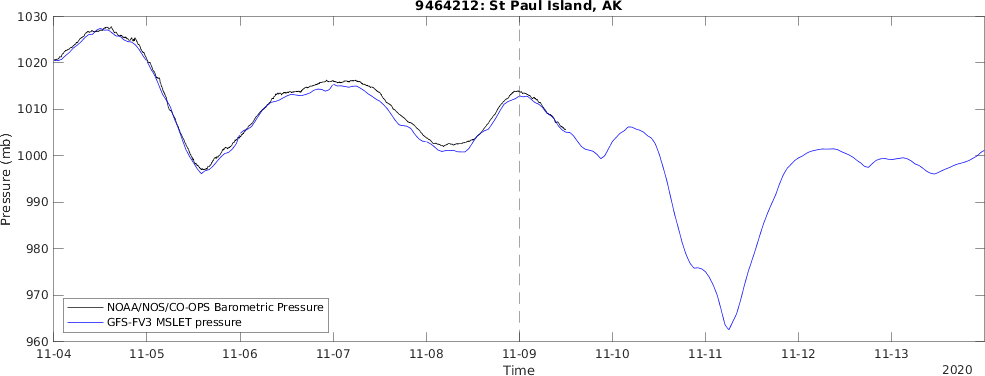 9464212: St Paul Island, AK
Pressure (mb)
1030
1020
1010
1000
990
980
970
960
NOAA/NOS/CO-OPS Barometric Pressure
GFS-FV3 MSLET pressure
11-04 11-05 11-06 11-07 11-08 11-09 11-10 11-11 11-12 11-13
Time
2020